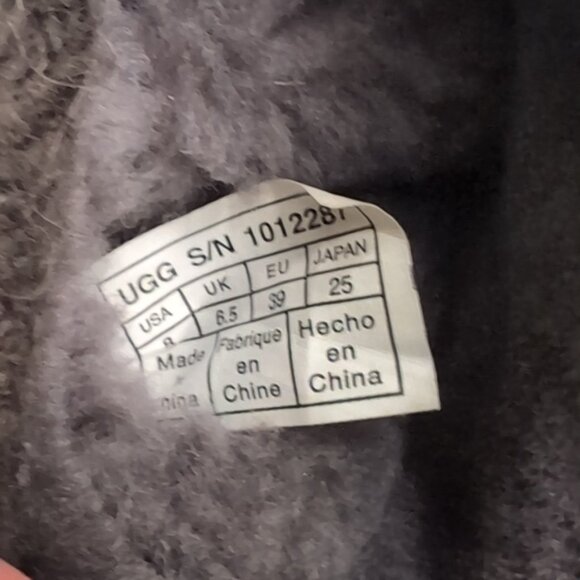 UGG S/N 1012287
USA UK EU JAPAN
8 6.5 39 25
Made Fabriqué Hecho
en en
China Chine China